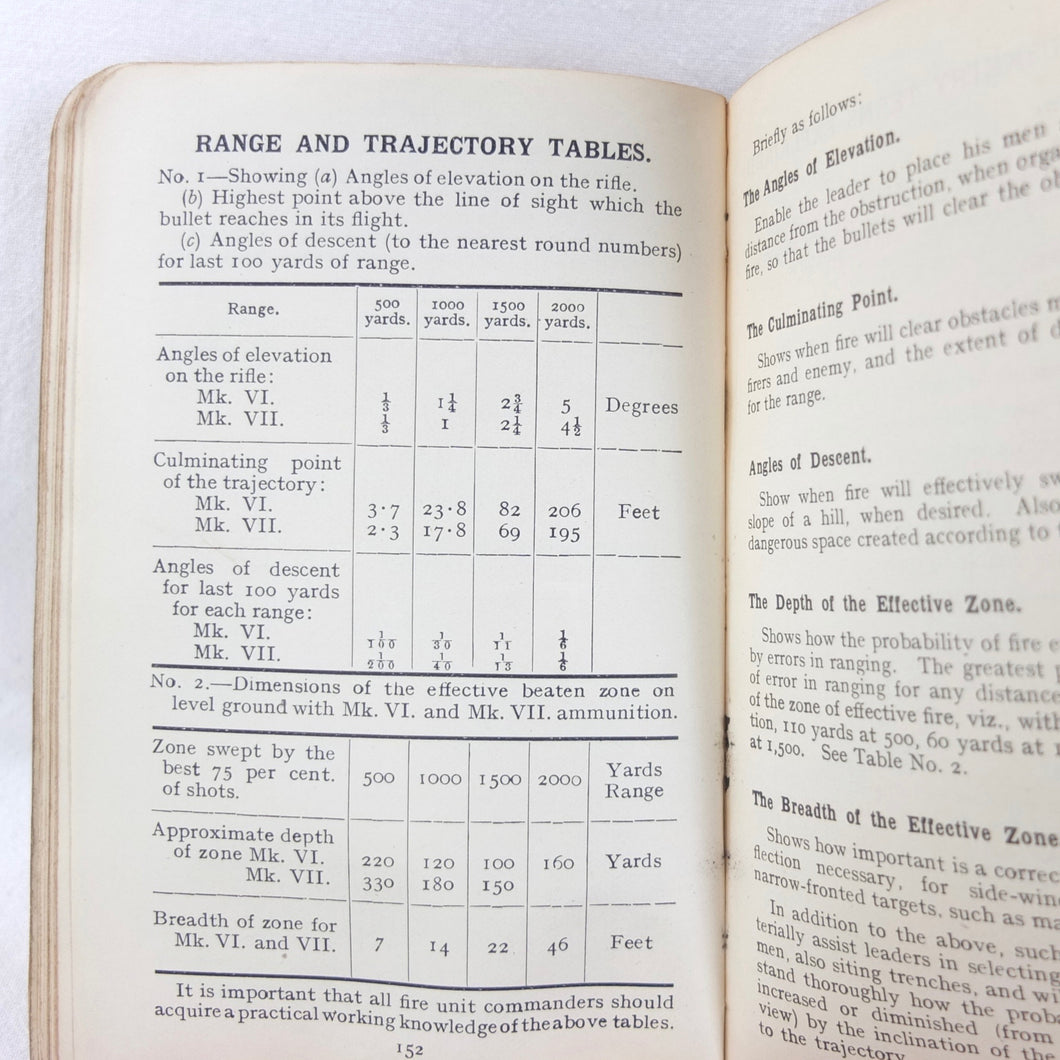 RANGE AND TRAJECTORY TABLES.
No. 1—Showing (a) Angles of elevation on the rifle.
(b) Highest point above the line of sight which the
bullet reaches in its flight.
(c) Angles of descent (to the nearest round numbers)
for last 100 yards of range.
Range. 500 yards. 1000 yards. 1500 yards. 2000 yards.
Angles of elevation
on the rifle:
Mk. VI. 1/3 1 1/4 2 3/4 5 Degrees
Mk. VII. 1/3 1 2 1/4 4 1/2
Culminating point
of the trajectory:
Mk. VI. 3·7 23·8 82 206 Feet
Mk. VII. 2·3 17·8 69 195
Angles of descent
for last 100 yards
for each range:
Mk. VI. 1/100 1/30 1/11 1/6
Mk. VII. 1/200 1/40 1/13 1/6
No. 2.—Dimensions of the effective beaten zone on
level ground with Mk. VI. and Mk. VII. ammunition.
Zone swept by the
best 75 per cent. 500 1000 1500 2000 Yards
of shots. Range
Approximate depth
of zone Mk. VI. 220 120 100 160 Yards
Mk. VII. 330 180 150
Breadth of zone for
Mk. VI. and VII. 7 14 22 46 Feet
It is important that all fire unit commanders should
acquire a practical working knowledge of the above tables.
152
Briefly as follows:
The Angles of Elevation.
Enable the leader to place his men
distance from the obstruction, when
fire, so that the bullets will clear the
The Culminating Point.
Shows when fire will clear obstacles
firers and enemy, and the extent of
for the range.
Angles of Descent.
Show when fire will effectively
slope of a hill, when desired. Also
dangerous space created according to
The Depth of the Effective Zone.
Shows how the probability of fire
by errors in ranging. The greatest
of error in ranging for any distance
of the zone of effective fire, viz., with
tion, 110 yards at 500, 60 yards at
at 1,500. See Table No. 2.
The Breadth of the Effective Zone
Shows how important is a
flection necessary, for
narrow-fronted targets, such as
In addition to the above, such
terially assist leaders in selecting
men, also siting trenches, and
stand thoroughly how the
increased or diminished (from
view) by the inclination of the
to the trajectory